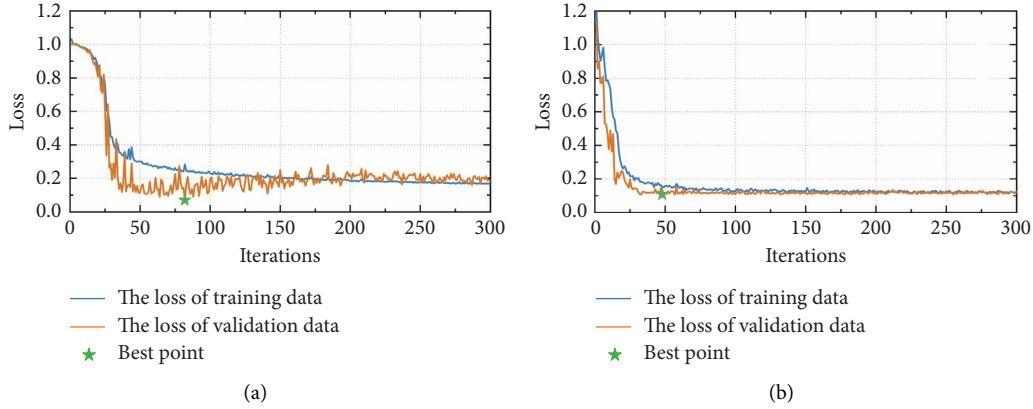 1.2
1.0
0.8
0.6
0.4
0.2
0.0
Loss
0 50 100 150 200 250 300
Iterations
The loss of training data
The loss of validation data
Best point
(a)
1.2
1.0
0.8
0.6
0.4
0.2
0.0
Loss
0 50 100 150 200 250 300
Iterations
The loss of training data
The loss of validation data
Best point
(b)